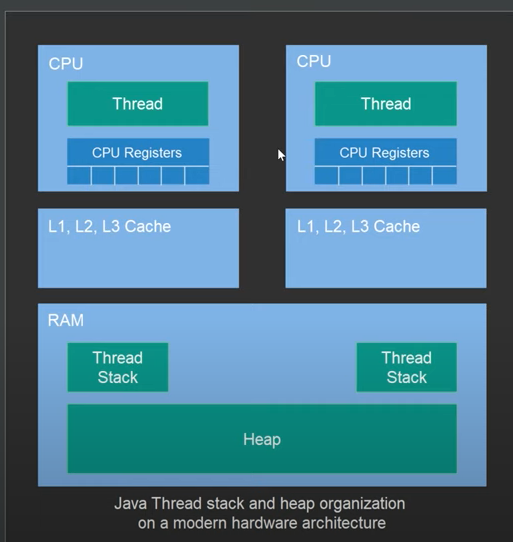 CPU
Thread
CPU Registers
L1, L2, L3 Cache
CPU
Thread
CPU Registers
L1, L2, L3 Cache
RAM
Thread
Stack
Thread
Stack
Heap
Java Thread stack and heap organization
on a modern hardware architecture